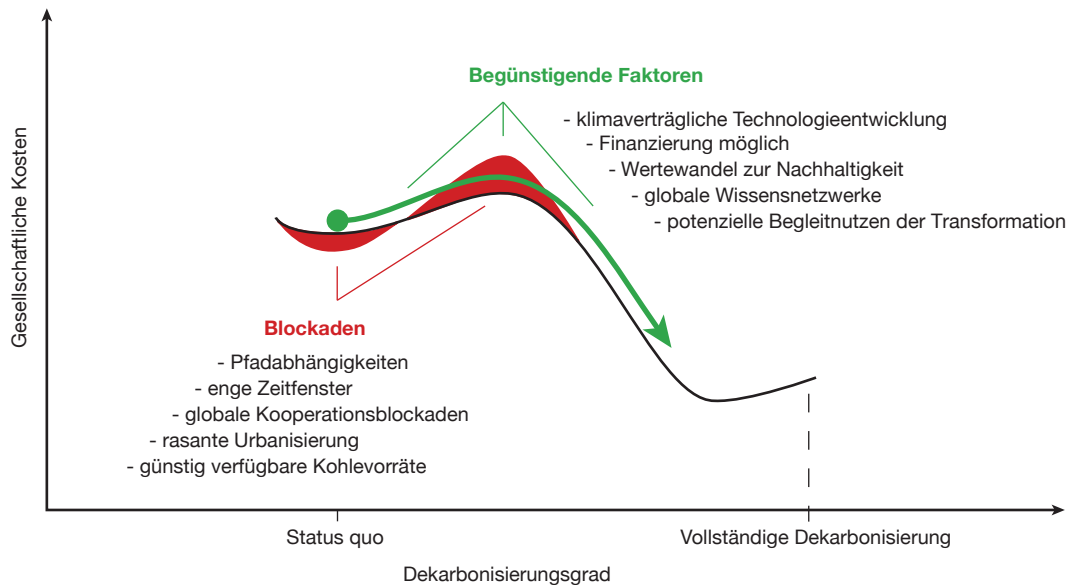 Gesellschaftliche Kosten
Begünstigende Faktoren
- klimaverträgliche Technologieentwicklung
- Finanzierung möglich
- Wertewandel zur Nachhaltigkeit
- globale Wissensnetzwerke
- potenzielle Begleitnutzen der Transformation
Blockaden
- Pfadabhängigkeiten
- enge Zeitfenster
- globale Kooperationsblockaden
- rasante Urbanisierung
- günstig verfügbare Kohlevorräte
Status quo
Vollständige Dekarbonisierung
Dekarbonisierungsgrad